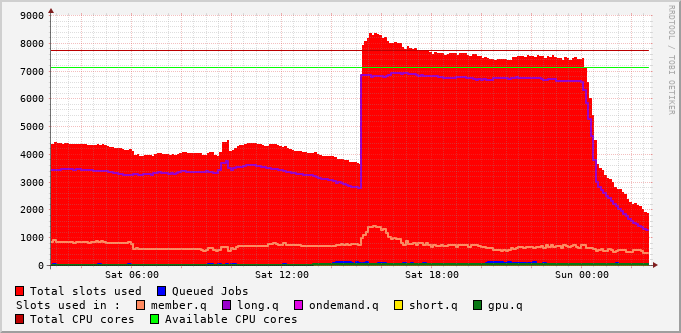 9000
8000
7000
6000
5000
4000
3000
2000
1000
0
Sat 06:00 Sat 12:00 Sat 18:00 Sun 00:00
RRDTOOL / TOBI OETIKER
Total slots used Queued Jobs
Slots used in : member.q long.q ondemand.q short.q gpu.q
Total CPU cores Available CPU cores